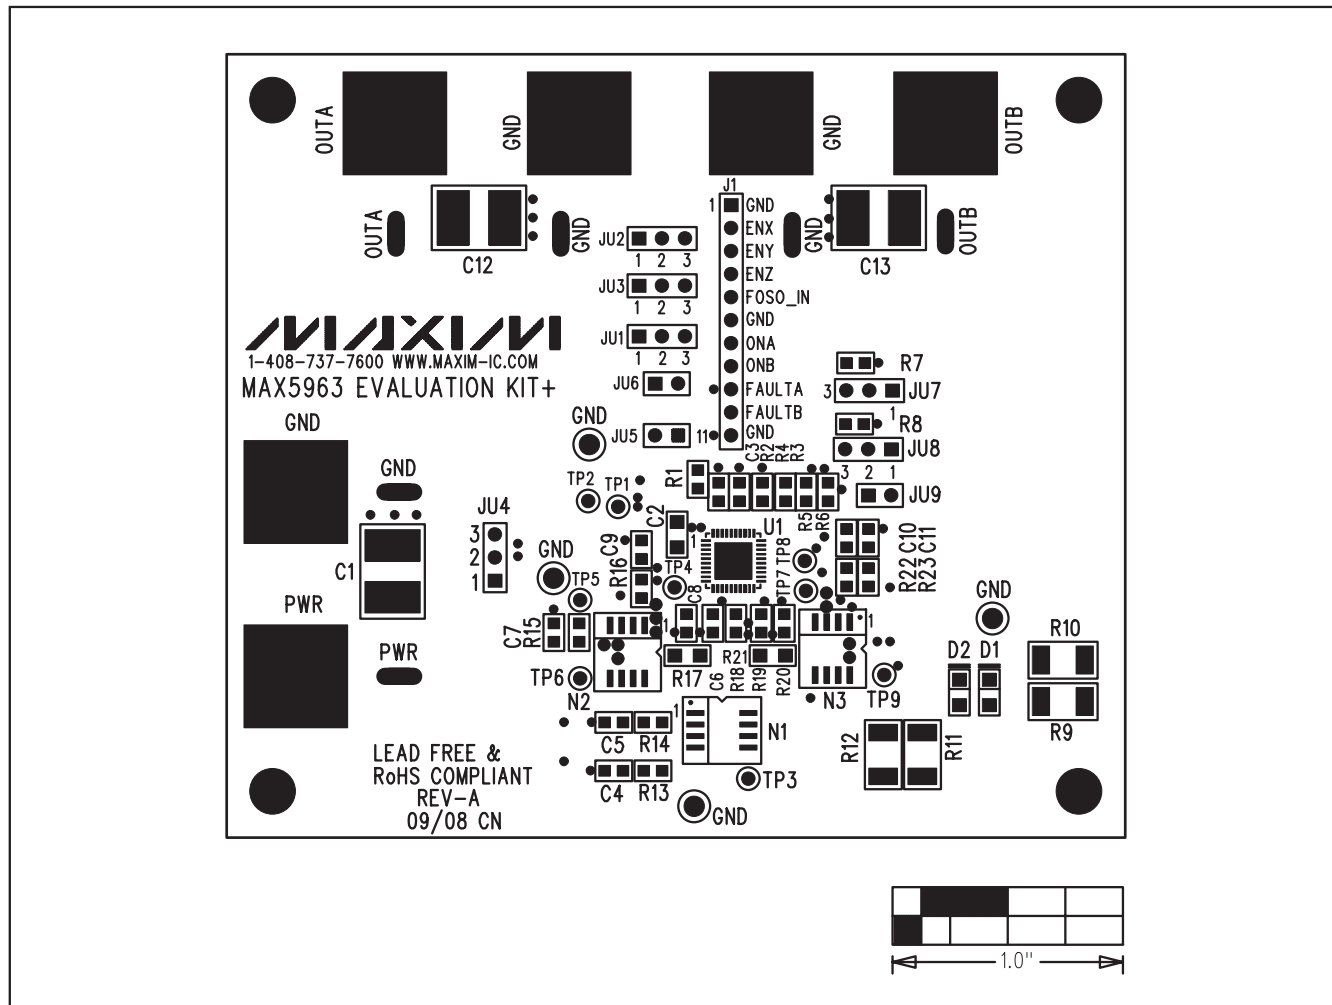 OUTA
GND
GND
OUTB
J1
1 GND
ENX
ENY
ENZ
FOSO_IN
GND
ONA
ONB
FAULTA
FAULTB
11 GND
OUTA
C12
GND
GND
C13
OUTB
JU2
1 2 3
JU3
1 2 3
JU1
1 2 3
JU6
JU5
MAXIM
1-408-737-7600 WWW.MAXIM-IC.COM
MAX5963 EVALUATION KIT+
R7
3 JU7
1
R8
JU8
3 2 1
JU9
GND
GND
GND
C1
PWR
PWR
JU4
3
2
1
TP2
TP1
R1
C3
R2
R4
R3
R5
R6
C2
1
U1
TP8
TP7
C10
C11
R22
R23
C9
R16
TP4
GND
TP5
C8
C7
R15
1
1
TP6
N2
R17
C6
R21
R18
R19
R20
N3
TP9
GND
D2 D1
R10
R9
R12
R11
1
N1
C5 R14
C4 R13
TP3
GND
LEAD FREE &
RoHS COMPLIANT
REV-A
09/08 CN
1.0"